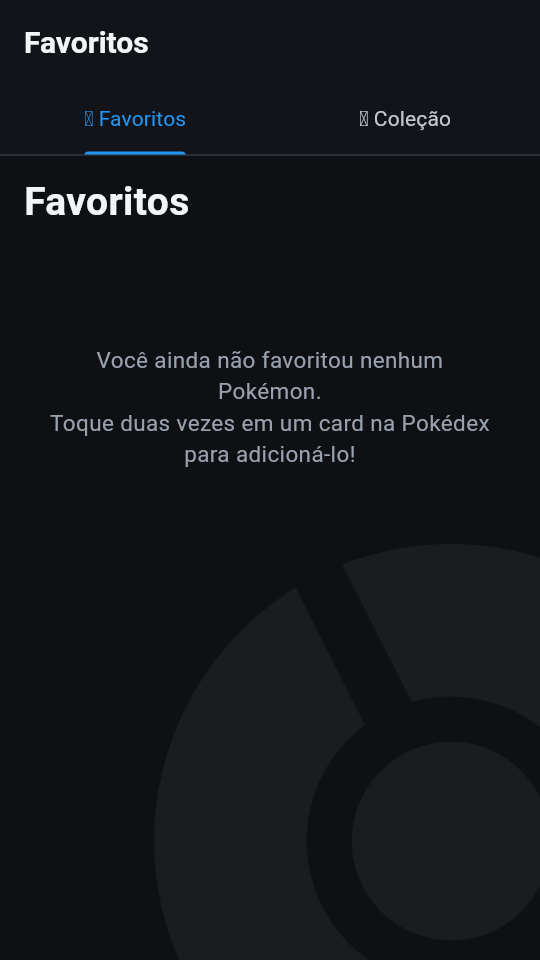 Favoritos
Favoritos
Coleção
Favoritos
Você ainda não favoritou nenhum
Pokémon.
Toque duas vezes em um card na Pokédex
para adicioná-lo!